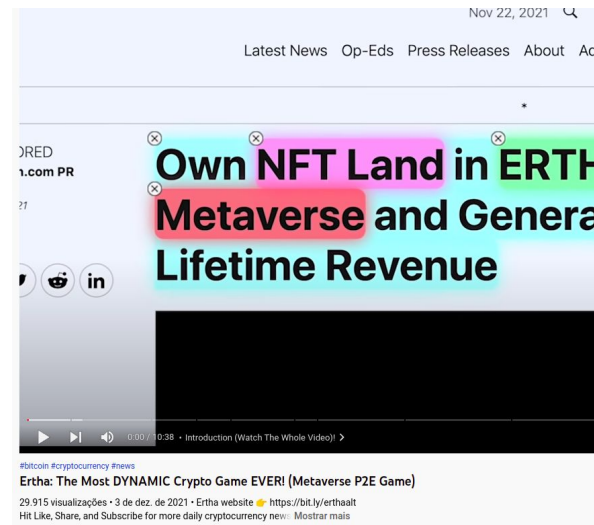 Nov 22, 2021
Latest News Op-Eds Press Releases About
*
ORED
n.com PR
21
Own NFT Land in ERTH
Metaverse and Genera
Lifetime Revenue
in
0:00 / 10:38 • Introduction (Watch The Whole Video)!
#bitcoin #cryptocurrency #news
Ertha: The Most DYNAMIC Crypto Game EVER! (Metaverse P2E Game)
29.915 visualizações • 3 de dez. de 2021 • Ertha website 👉 https://bit.ly/erthaalt
Hit Like, Share, and Subscribe for more daily cryptocurrency news Mostrar mais